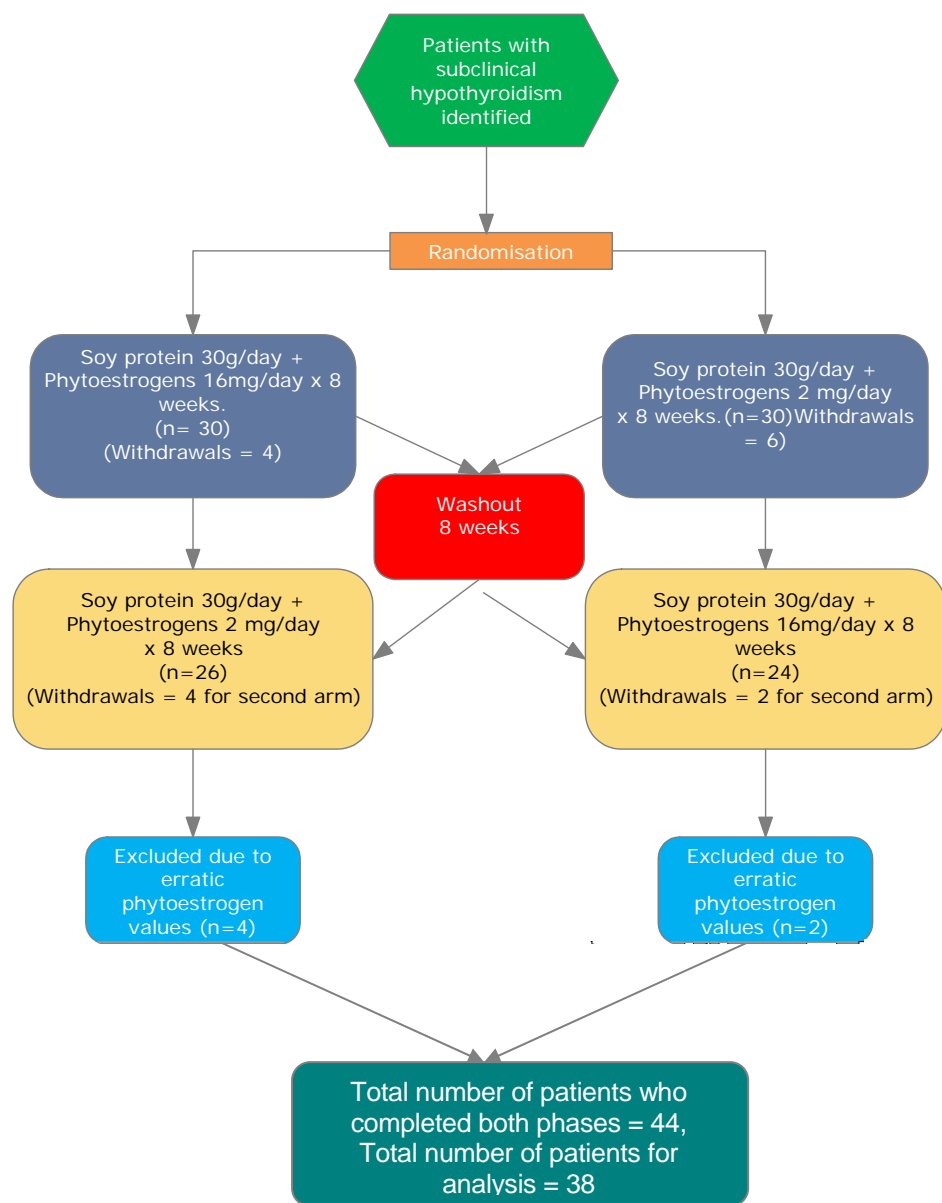 Patients with
subclinical
hypothyroidism
identified
Randomisation
Soy protein 30g/day +
Phytoestrogens 16mg/day x 8
weeks.
(n= 30)
(Withdrawals = 4)
Soy protein 30g/day +
Phytoestrogens 2 mg/day
x 8 weeks.(n=30)Withdrawals
= 6)
Washout
8 weeks
Soy protein 30g/day +
Phytoestrogens 2 mg/day
x 8 weeks
(n=26)
(Withdrawals = 4 for second arm)
Soy protein 30g/day +
Phytoestrogens 16mg/day x 8
weeks
(n=24)
(Withdrawals = 2 for second arm)
Excluded due to
erratic
phytoestrogen
values (n=4)
Excluded due to
erratic
phytoestrogen
values (n=2)
Total number of patients who
completed both phases = 44,
Total number of patients for
analysis = 38